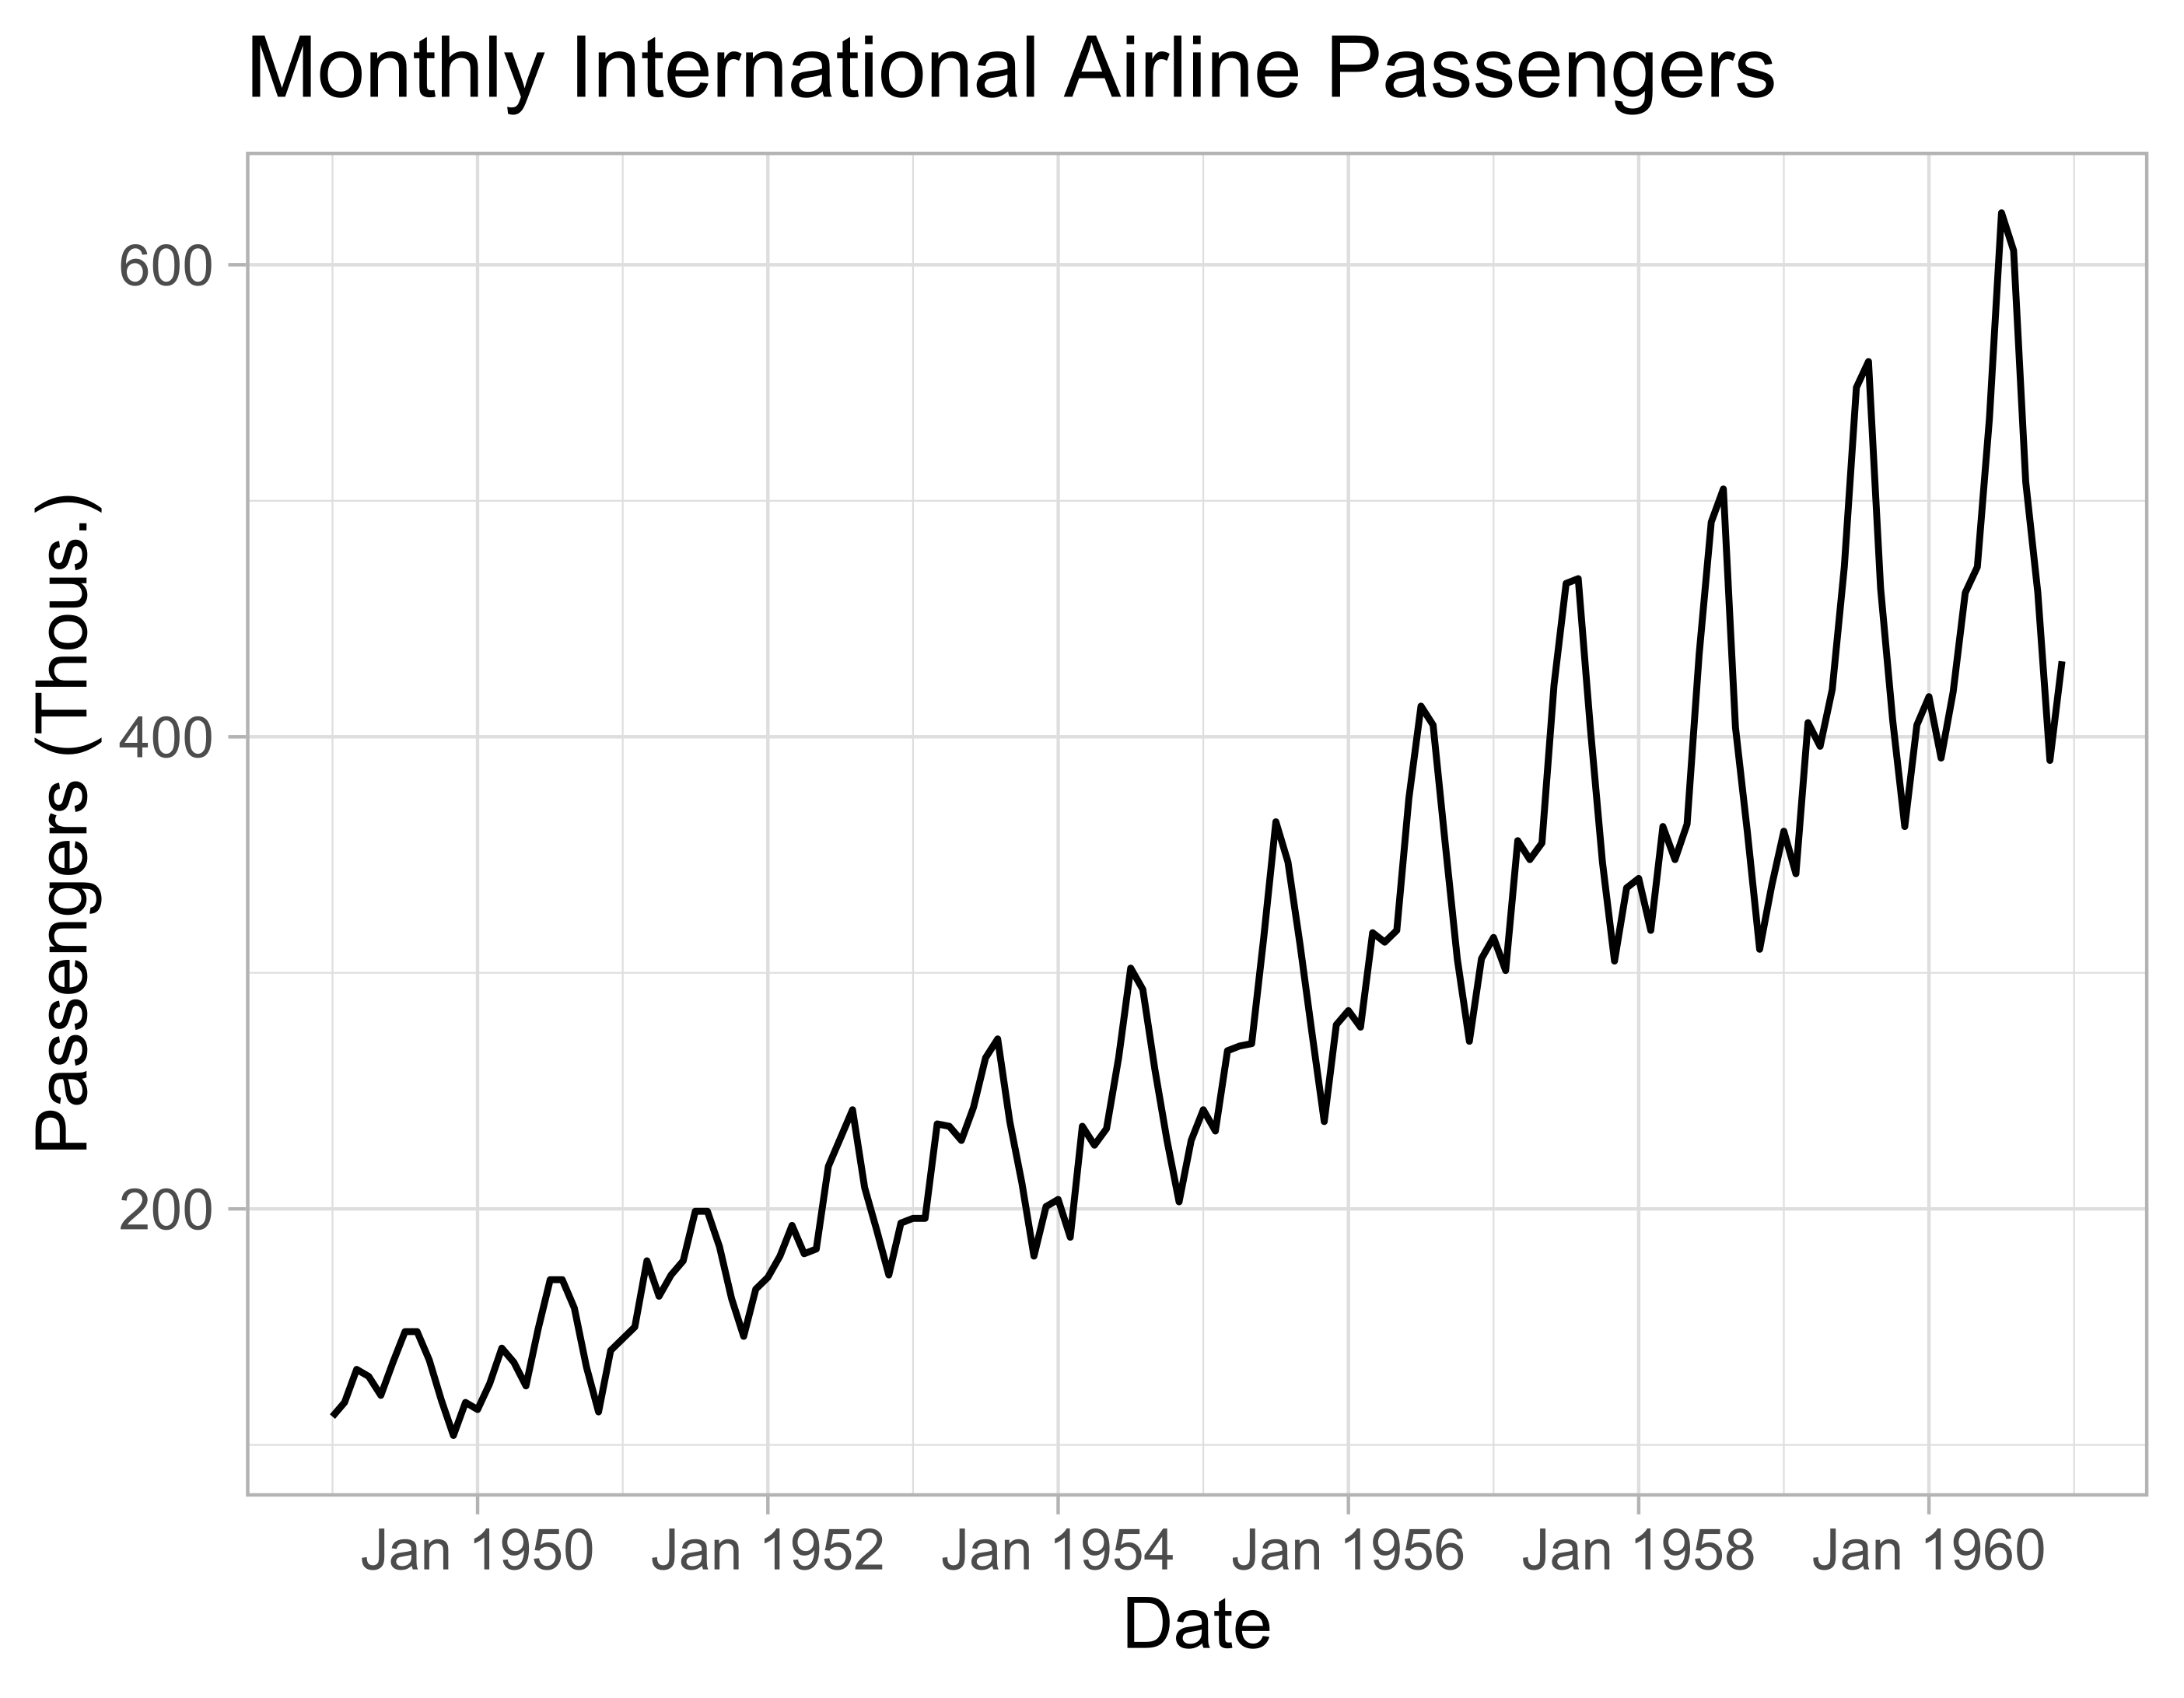 Monthly International Airline Passengers
Passengers (Thous.)
600
400
200
Jan 1950 Jan 1952 Jan 1954 Jan 1956 Jan 1958 Jan 1960
Date